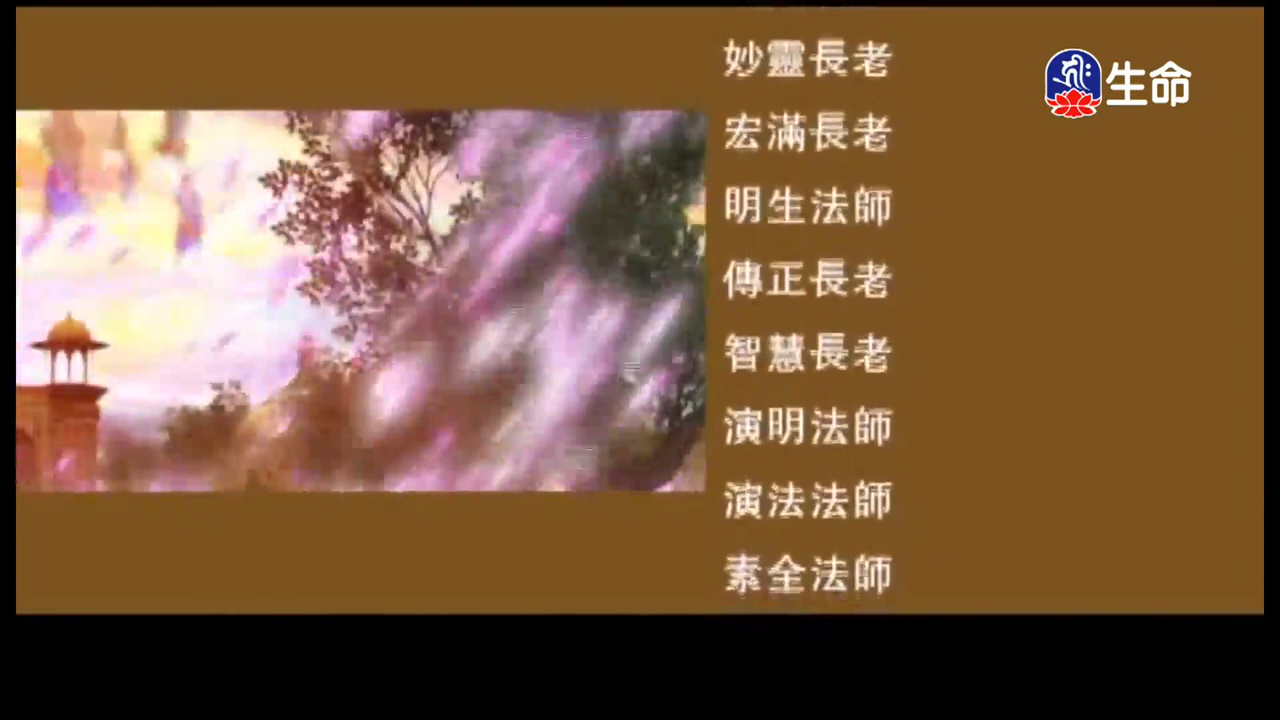 妙靈長老
宏滿長老
明生法師
傳正長老
智慧長老
演明法師
演法法師
素全法師
生命